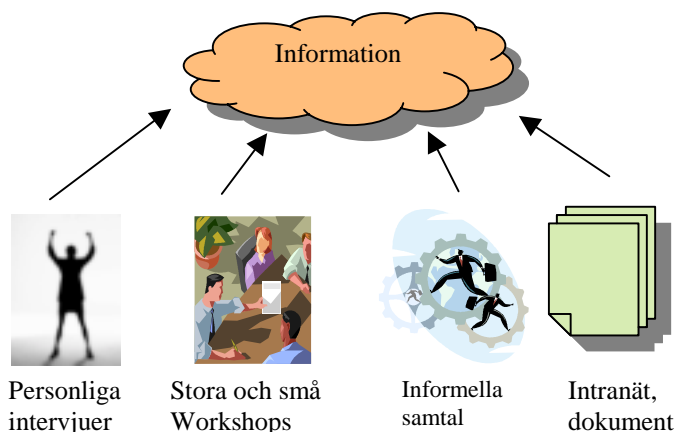 Information
Personliga
intervjuer
Stora och små
Workshops
Informella
samtal
Intranät,
dokument